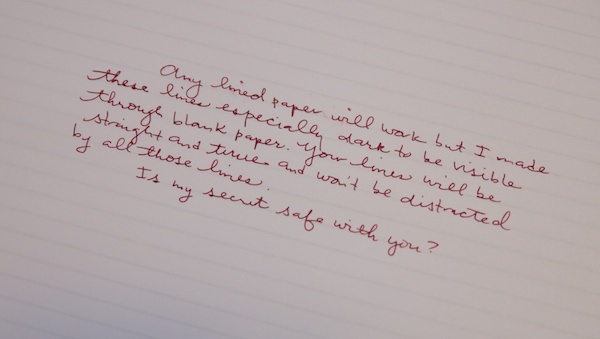 Any lined paper will work but I made
these lines especially dark to be visible
through blank paper. Your lines will be
straight and true and won't be distracted
by all those lines.
Is my secret safe with you?